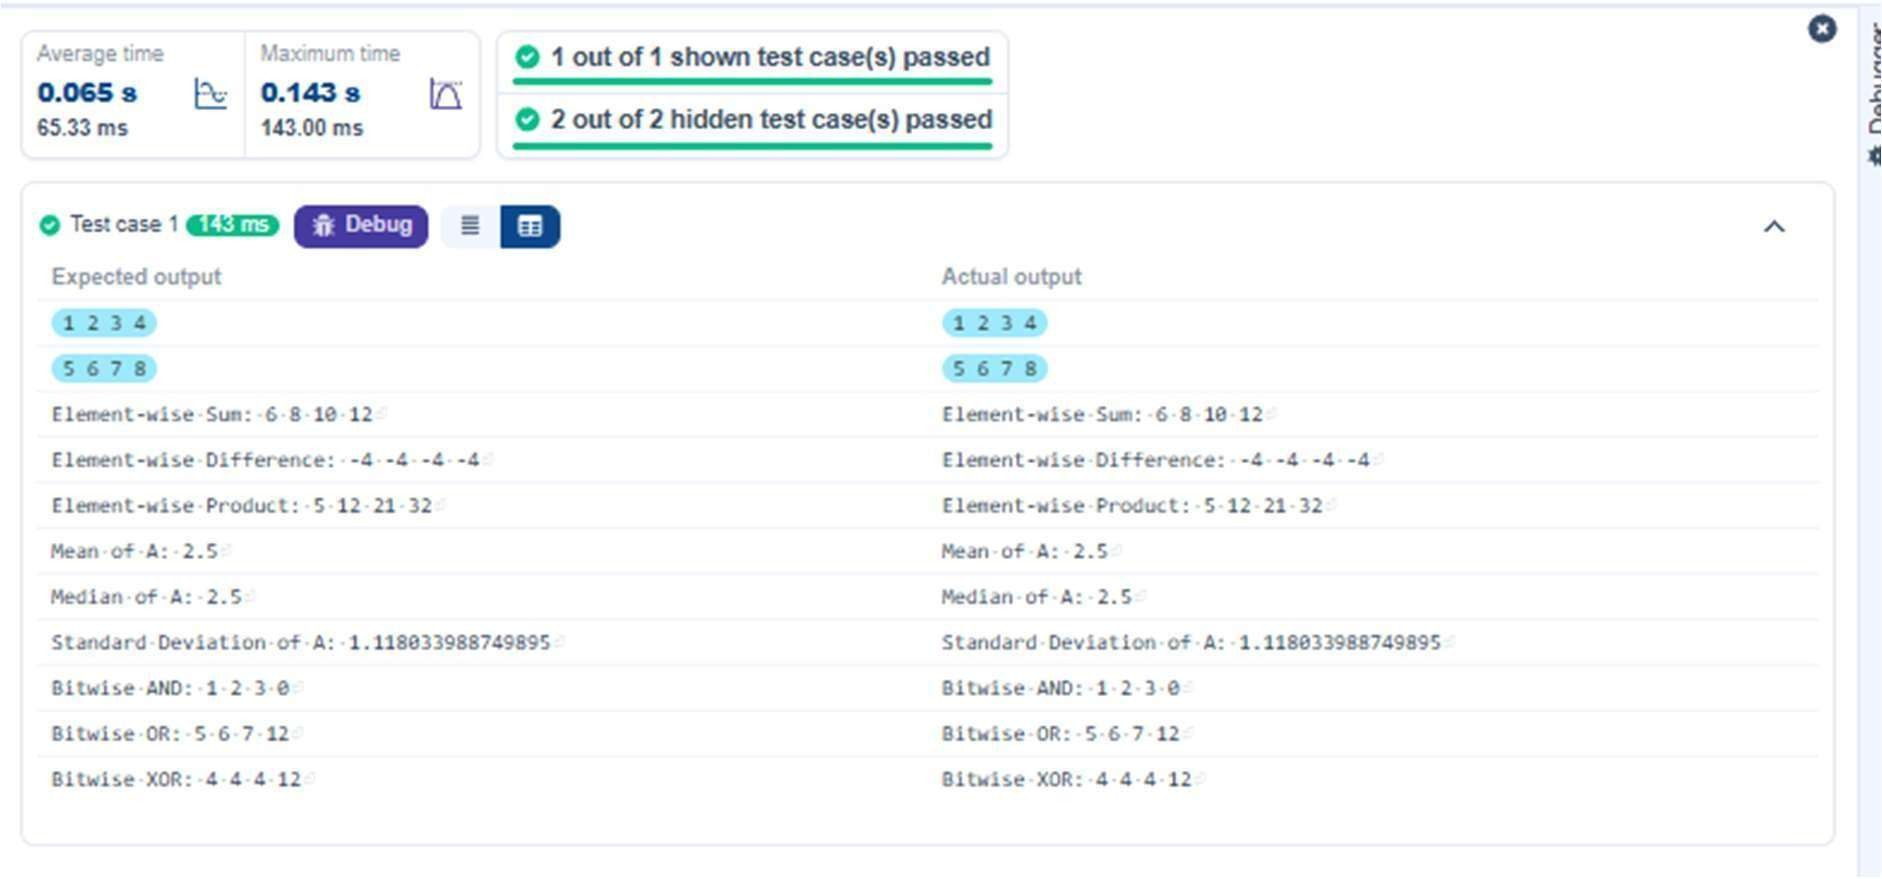 Average time
0.065 s
65.33 ms
Maximum time
0.143 s
143.00 ms
1 out of 1 shown test case(s) passed
2 out of 2 hidden test case(s) passed
Debugger
Test case 1 143 ms Debug
Expected output Actual output
1 2 3 4 1 2 3 4
5 6 7 8 5 6 7 8
Element-wise·Sum:·6·8·10·12 Element-wise·Sum:·6·8·10·12
Element-wise·Difference:·-4·-4·-4·-4 Element-wise·Difference:·-4·-4·-4·-4
Element-wise·Product:·5·12·21·32 Element-wise·Product:·5·12·21·32
Mean·of·A:·2.5 Mean·of·A:·2.5
Median·of·A:·2.5 Median·of·A:·2.5
Standard·Deviation·of·A:·1.118033988749895 Standard·Deviation·of·A:·1.118033988749895
Bitwise·AND:·1·2·3·0 Bitwise·AND:·1·2·3·0
Bitwise·OR:·5·6·7·12 Bitwise·OR:·5·6·7·12
Bitwise·XOR:·4·4·4·12 Bitwise·XOR:·4·4·4·12